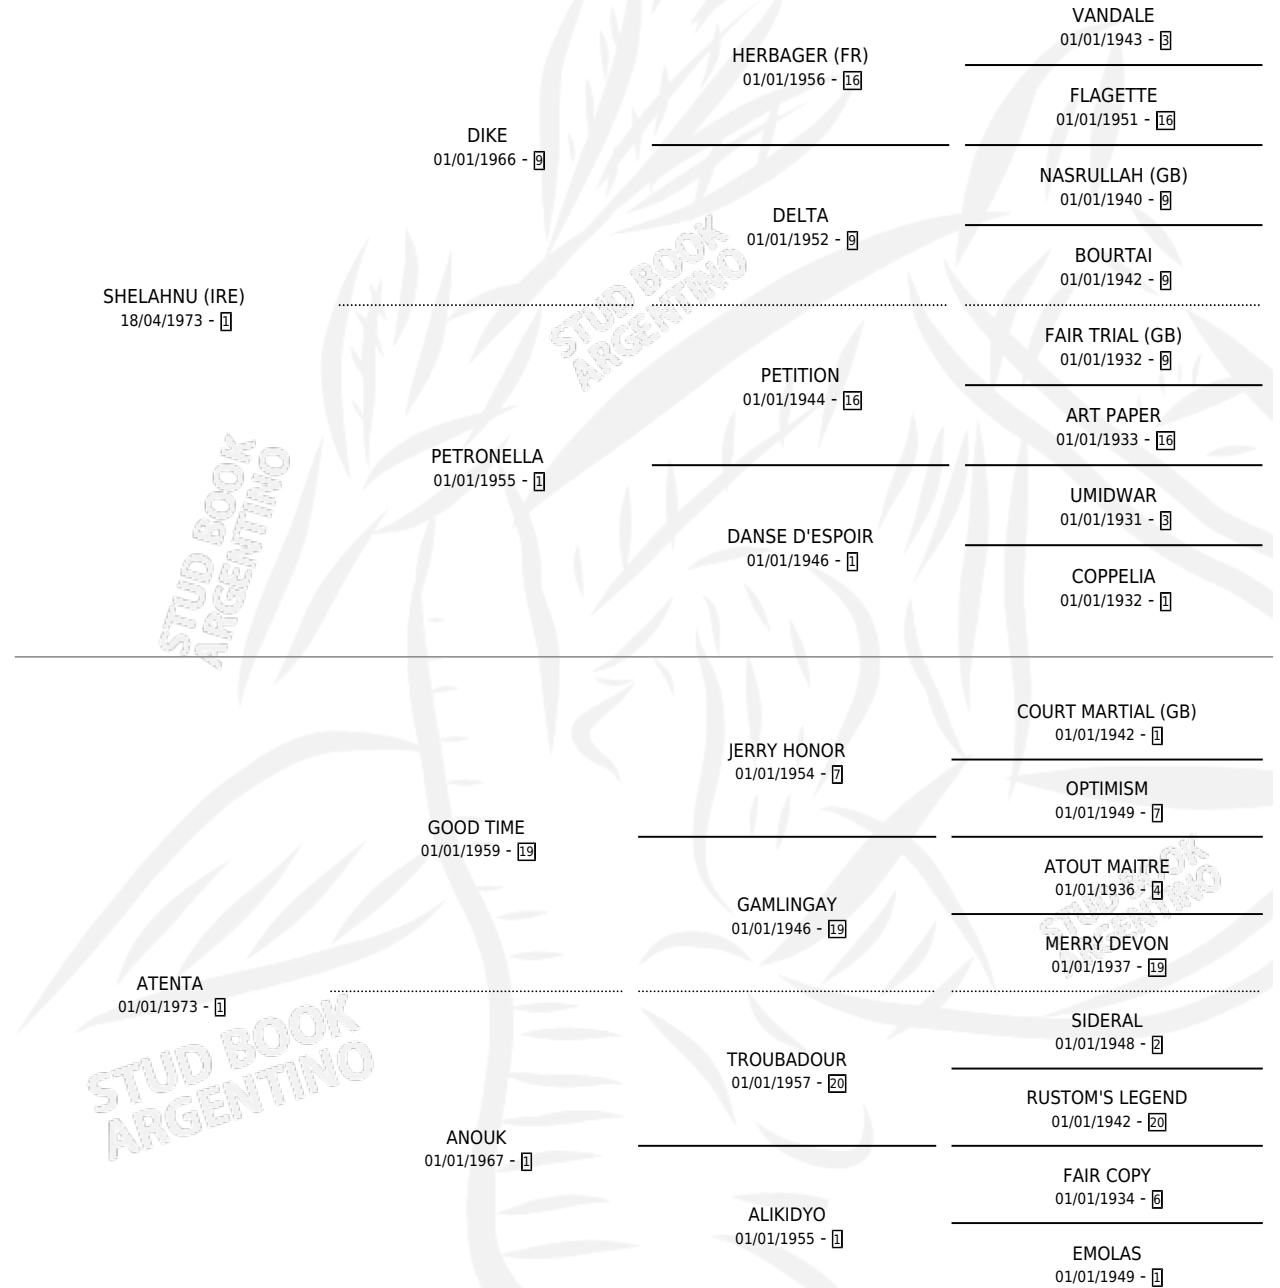 VANDALE
01/01/1943 - 3
HERBAGER (FR)
01/01/1956 - 16
FLAGETTE
01/01/1951 - 16
DIKE
01/01/1966 - 9
NASRULLAH (GB)
01/01/1940 - 9
DELTA
01/01/1952 - 9
BOURTAI
01/01/1942 - 9
SHELAHNU (IRE)
18/04/1973 - 1
FAIR TRIAL (GB)
01/01/1932 - 9
PETITION
01/01/1944 - 16
ART PAPER
01/01/1933 - 16
PETRONELLA
01/01/1955 - 1
UMIDWAR
01/01/1931 - 3
DANSE D'ESPOIR
01/01/1946 - 1
COPPELIA
01/01/1932 - 1
COURT MARTIAL (GB)
01/01/1942 - 1
JERRY HONOR
01/01/1954 - 7
OPTIMISM
01/01/1949 - 7
GOOD TIME
01/01/1959 - 19
ATOUT MAITRE
01/01/1936 - 4
GAMLINGAY
01/01/1946 - 19
MERRY DEVON
01/01/1937 - 19
ATENTA
01/01/1973 - 1
SIDERAL
01/01/1948 - 2
TROUBADOUR
01/01/1957 - 20
RUSTOM'S LEGEND
01/01/1942 - 20
ANOUK
01/01/1967 - 1
FAIR COPY
01/01/1934 - 6
ALIKIDYO
01/01/1955 - 1
EMOLAS
01/01/1949 - 1
STUD BOOK
ARGENTINO
STUD BOOK
ARGENTINO
STUD BOOK
ARGENTINO
STUD BOOK
ARGENTINO